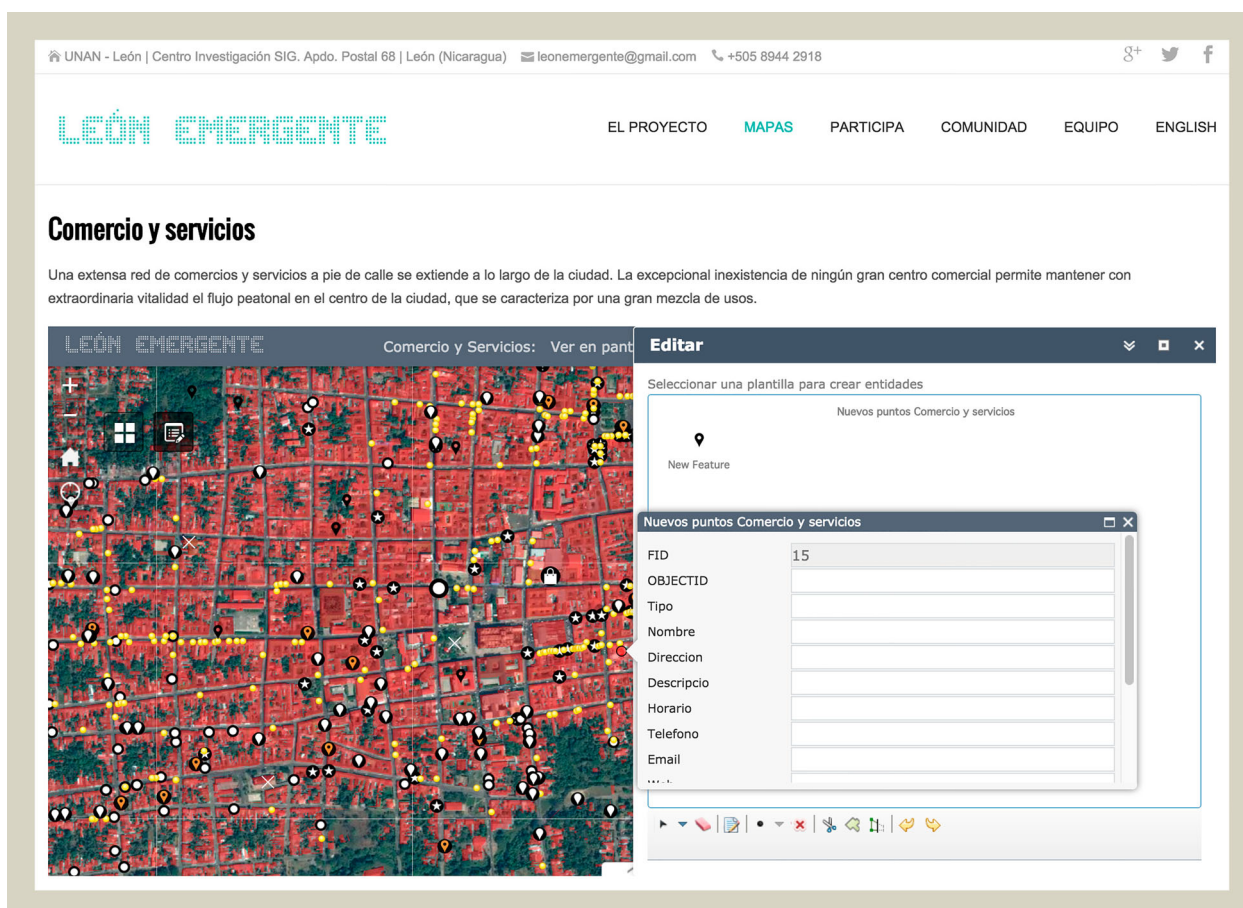 UNAN - León | Centro Investigación SIG. Apdo. Postal 68 | León (Nicaragua) leonemergente@gmail.com +505 8944 2918 g+ f
LEÓN EMERGENTE
EL PROYECTO MAPAS PARTICIPA COMUNIDAD EQUIPO ENGLISH
Comercio y servicios
Una extensa red de comercios y servicios a pie de calle se extiende a lo largo de la ciudad. La excepcional inexistencia de ningún gran centro comercial permite mantener con
extraordinaria vitalidad el flujo peatonal en el centro de la ciudad, que se caracteriza por una gran mezcla de usos.
LEÓN EMERGENTE Comercio y Servicios: Ver en pant
Editar
Seleccionar una plantilla para crear entidades
Nuevos puntos Comercio y servicios
New Feature
Nuevos puntos Comercio y servicios
FID 15
OBJECTID
Tipo
Nombre
Direccion
Descripcio
Horario
Telefono
Email